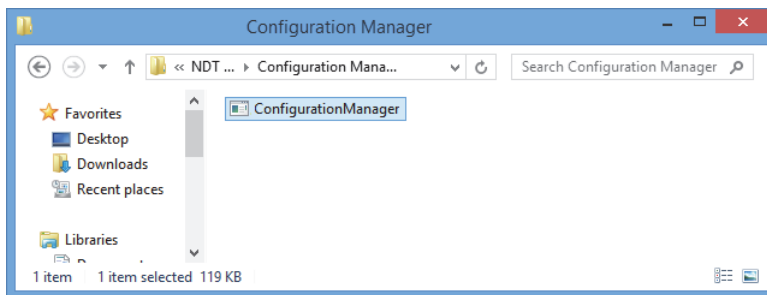 Configuration Manager
« NDT ... ▸ Configuration Mana...
Search Configuration Manager
Favorites
ConfigurationManager
Desktop
Downloads
Recent places
Libraries
1 item 1 item selected 119 KB